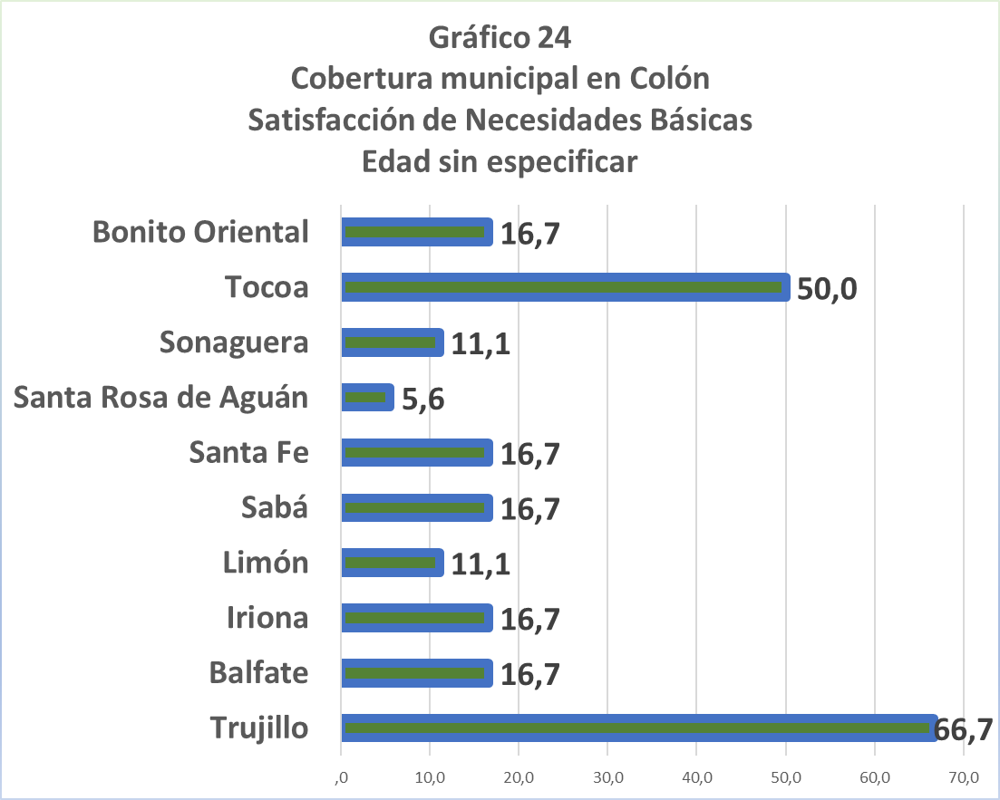 Gráfico 24
Cobertura municipal en Colón
Satisfacción de Necesidades Básicas
Edad sin especificar
Bonito Oriental 16,7
Tocoa 50,0
Sonaguera 11,1
Santa Rosa de Aguán 5,6
Santa Fe 16,7
Sabá 16,7
Limón 11,1
Iriona 16,7
Balfate 16,7
Trujillo 66,7
,0 10,0 20,0 30,0 40,0 50,0 60,0 70,0